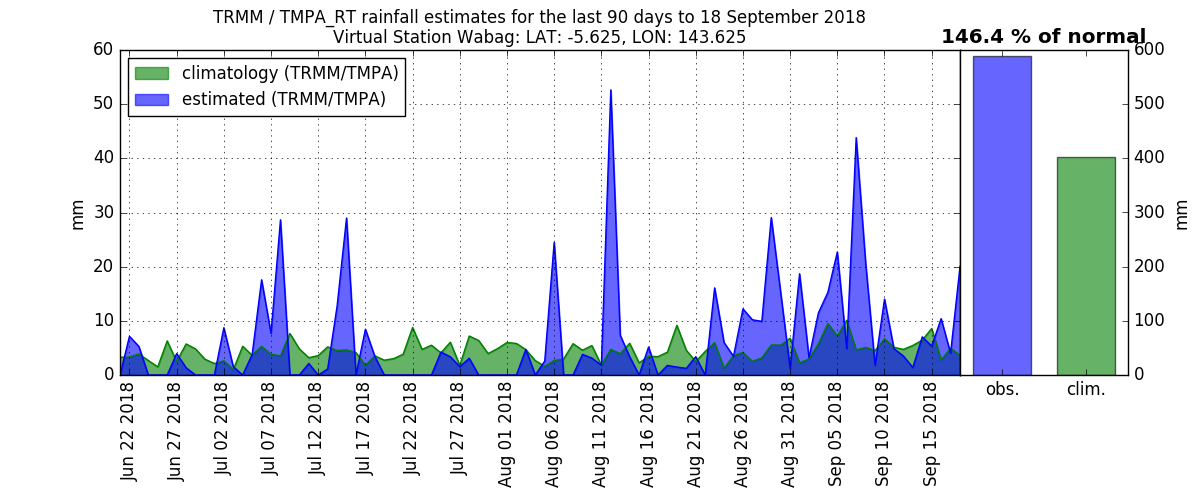 TRMM / TMPA_RT rainfall estimates for the last 90 days to 18 September 2018
Virtual Station Wabag: LAT: -5.625, LON: 143.625
146.4 % of normal
climatology (TRMM/TMPA)
estimated (TRMM/TMPA)
60
50
40
30
20
10
0
mm
Jun 22 2018
Jun 27 2018
Jul 02 2018
Jul 07 2018
Jul 12 2018
Jul 17 2018
Jul 22 2018
Jul 27 2018
Aug 01 2018
Aug 06 2018
Aug 11 2018
Aug 16 2018
Aug 21 2018
Aug 26 2018
Aug 31 2018
Sep 05 2018
Sep 10 2018
Sep 15 2018
obs.
clim.
600
500
400
300
200
100
0
mm